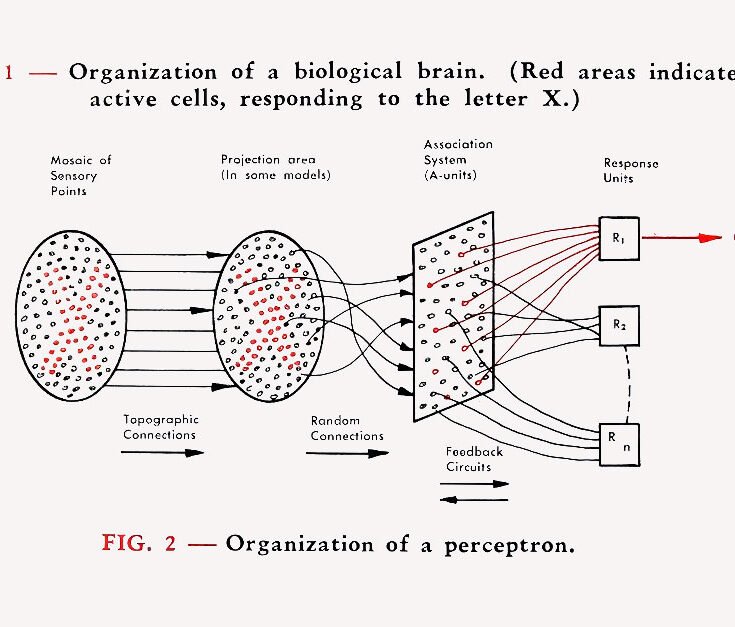 1 — Organization of a biological brain. (Red areas indicate
active cells, responding to the letter X.)
Mosaic of
Sensory
Points
Projection area
(In some models)
Association
System
(A-units)
Response
Units
R1
R2
R
n
Topographic
Connections
Random
Connections
Feedback
Circuits
FIG. 2 — Organization of a perceptron.